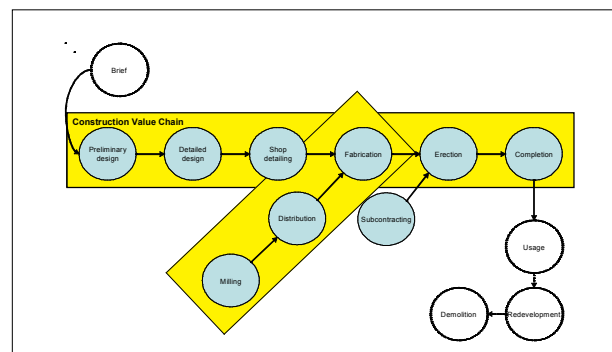 Brief
Construction Value Chain
Preliminary
design
Detailed
design
Shop
detailing
Fabrication
Erection
Completion
Distribution
Subcontracting
Usage
Milling
Demolition
Redevelopment